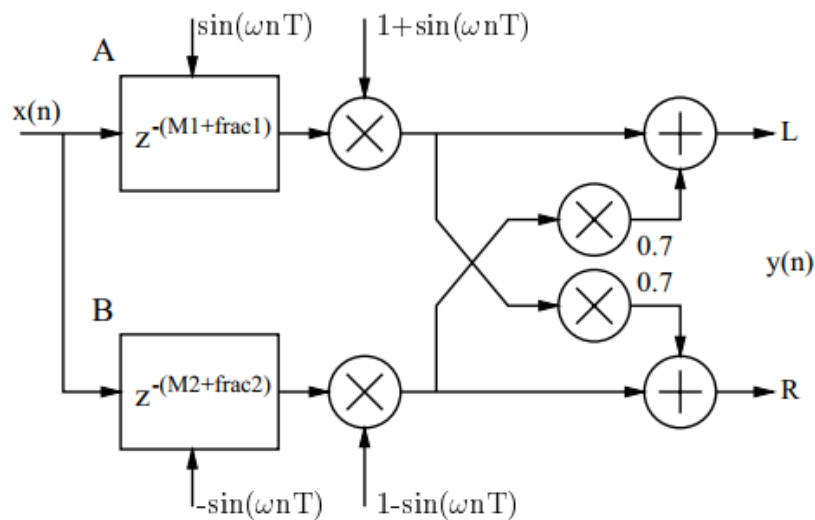 sin(ωnT) 1+sin(ωnT)
A
x(n)
z-(M1+frac1)
L
0.7
y(n)
0.7
B
z-(M2+frac2)
R
-sin(ωnT) 1-sin(ωnT)